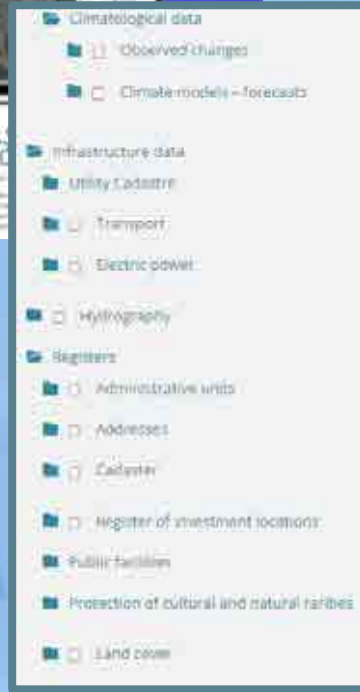 Climatological data
Observed changes
Climate models – forecasts
Infrastructure data
Utility Cadastre
Transport
Electric power
Hydrography
Registers
Administrative units
Addresses
Cadaster
Register of investment locations
Public facilities
Protection of cultural and natural rarities
Land cover